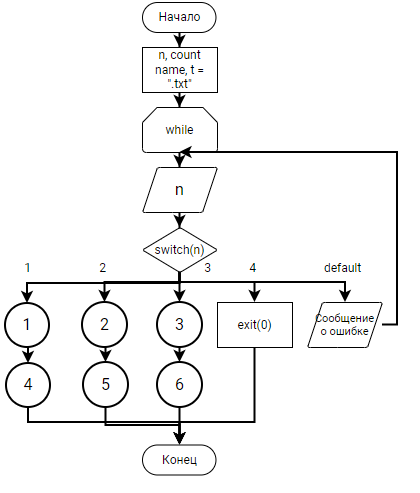 Начало
n, count
name, t =
".txt"
while
n
switch(n)
1
2
3
4
default
1
2
3
exit(0)
Сообщение
о ошибке
4
5
6
Конец